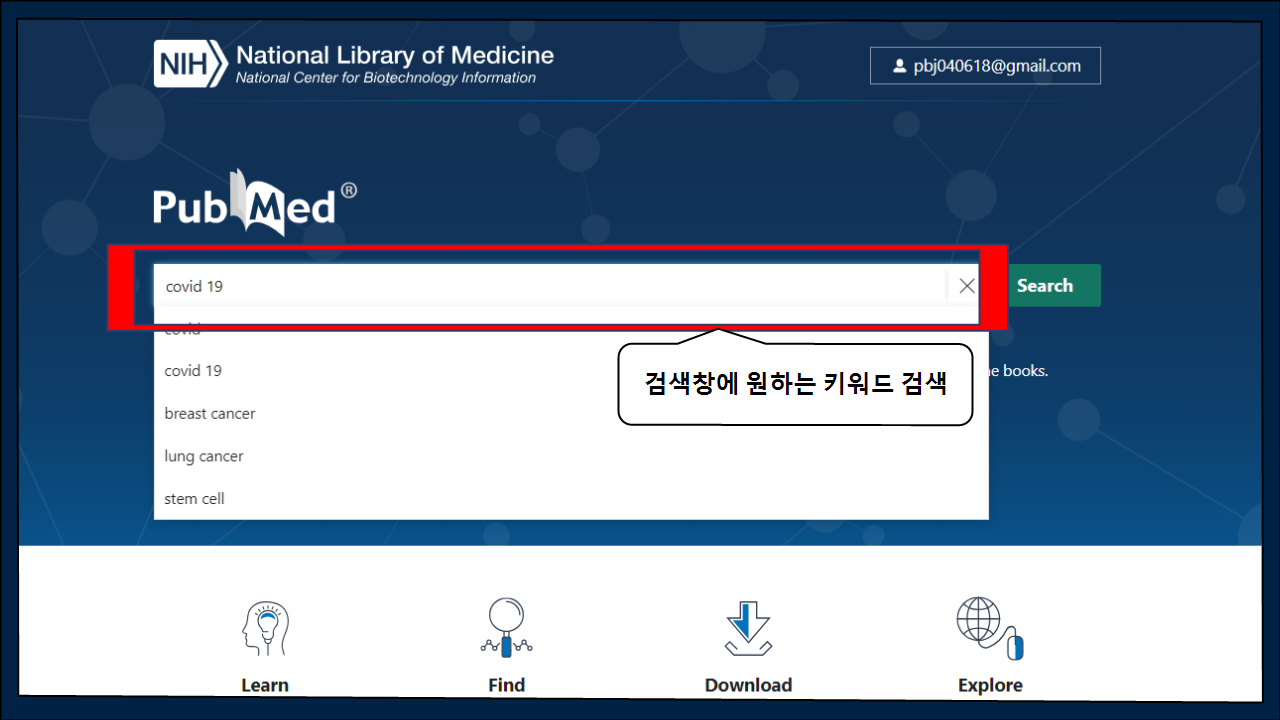 NIH National Library of Medicine
National Center for Biotechnology Information
pbj040618@gmail.com
PubMed®
covid 19
Search
covid
covid 19
ne books.
breast cancer
lung cancer
stem cell
검색창에 원하는 키워드 검색
Learn
Find
Download
Explore